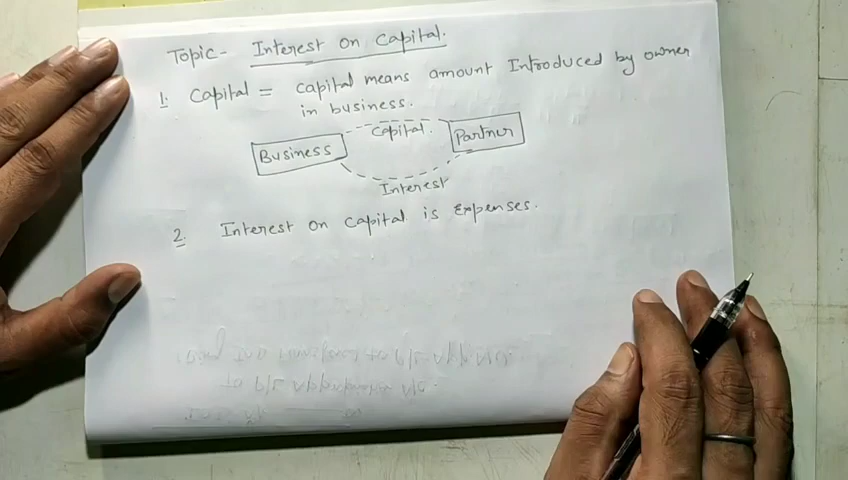 Topic- Interest on Capital.
1. Capital = capital means amount Introduced by owner
in business.
Capital.
Business
Partner
Interest
2. Interest on capital is Expenses.